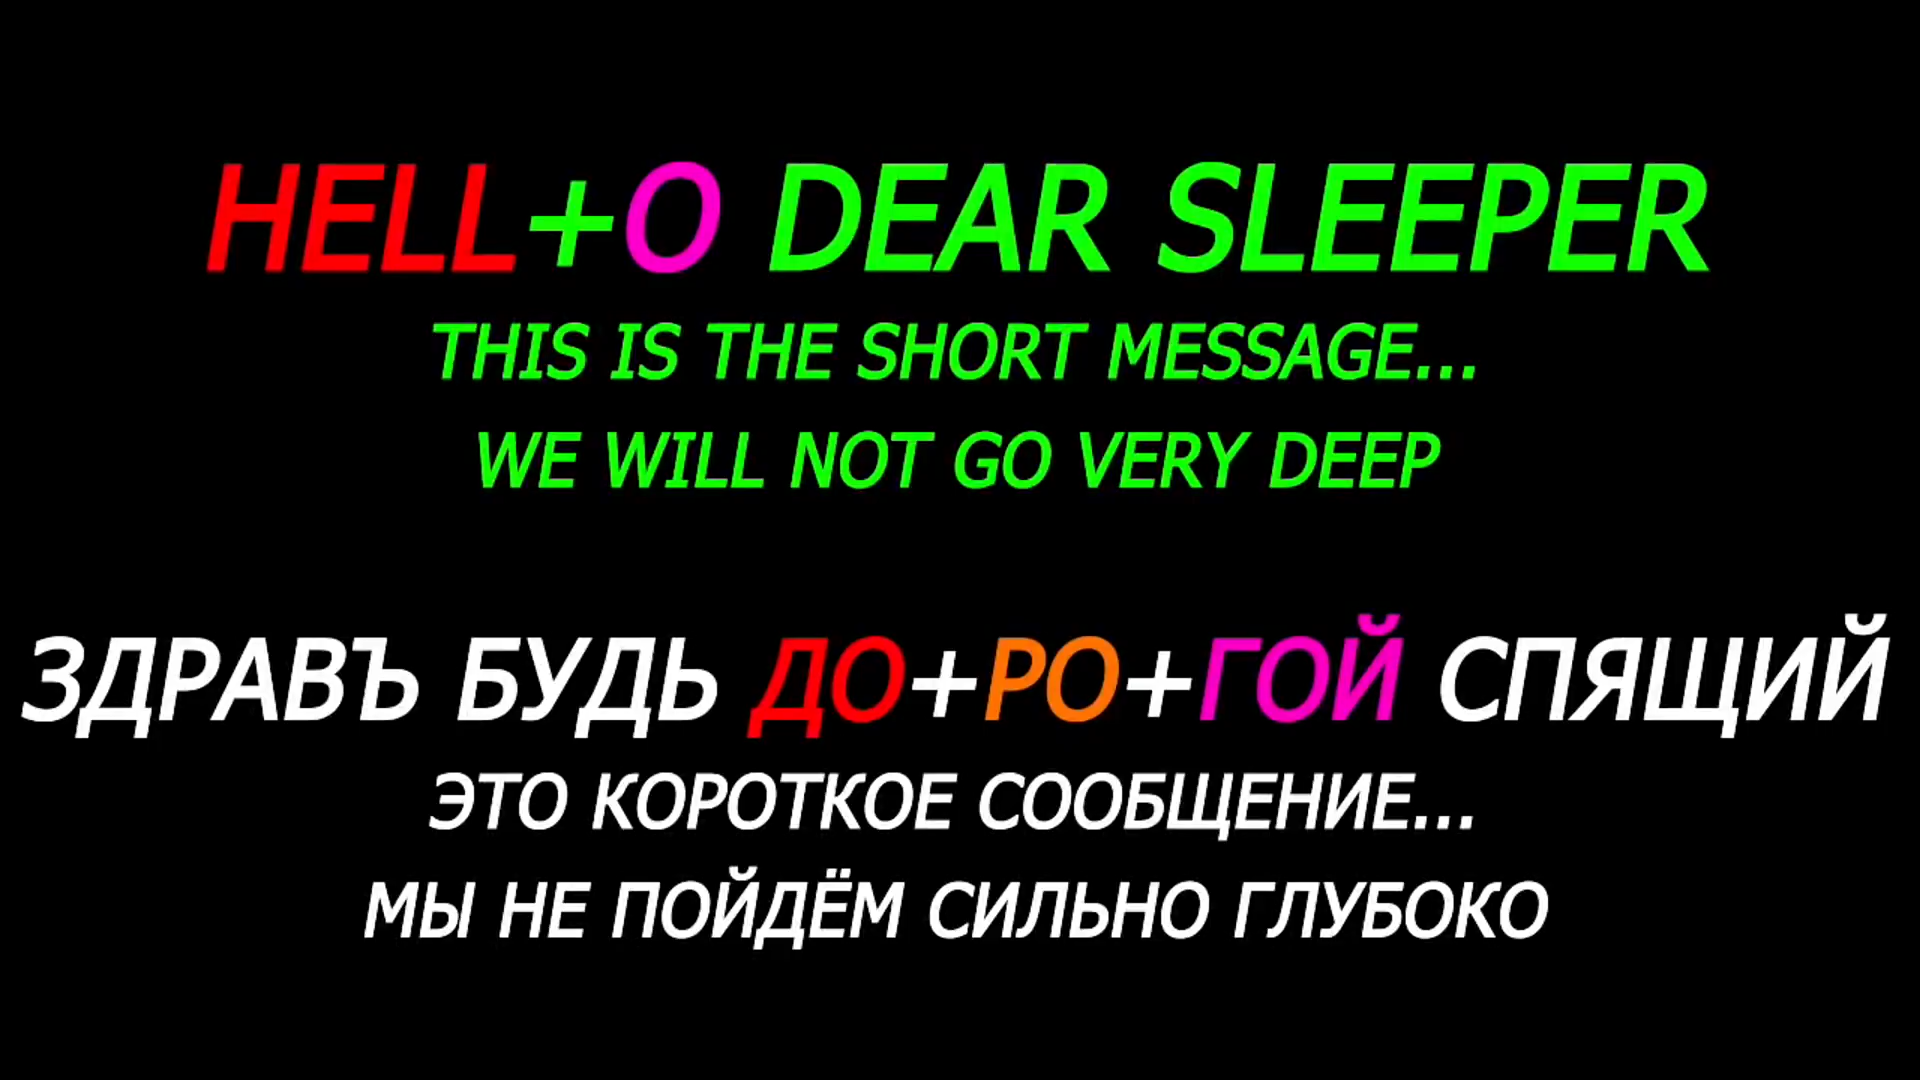 HELL+O DEAR SLEEPER
THIS IS THE SHORT MESSAGE...
WE WILL NOT GO VERY DEEP
ЗДРАВЪ БУДЬ ДО+РО+ГОЙ СПЯЩИЙ
ЭТО КОРОТКОЕ СООБЩЕНИЕ...
МЫ НЕ ПОЙДЁМ СИЛЬНО ГЛУБОКО